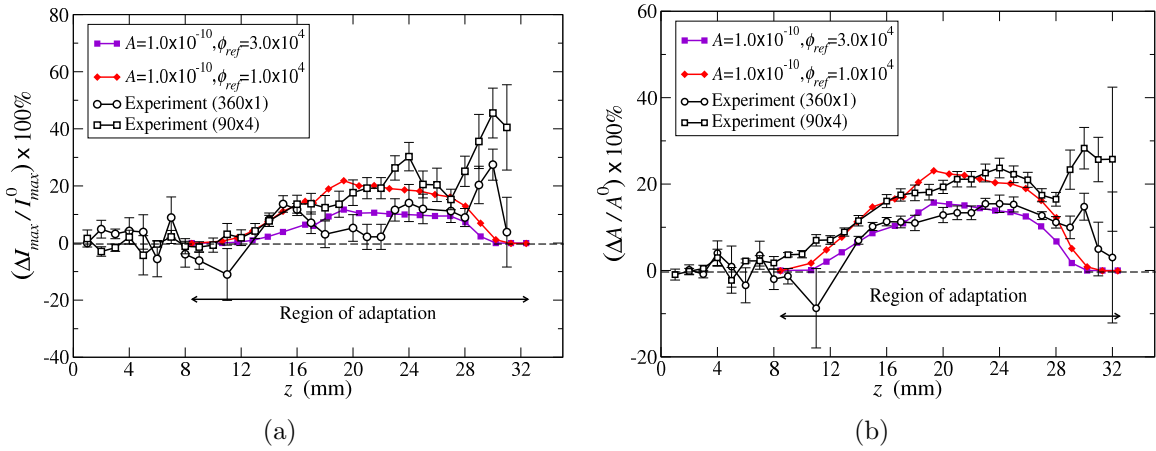 80
60
40
20
0
-20
-40
(ΔI_max / I^0_max) x 100%
A=1.0x10^-10, ϕ_ref=3.0x10^4
A=1.0x10^-10, ϕ_ref=1.0x10^4
Experiment (360x1)
Experiment (90x4)
Region of adaptation
0 4 8 12 16 20 24 28 32
z (mm)
(a)
60
40
20
0
-20
(ΔA / A^0) x 100%
A=1.0x10^-10, ϕ_ref=3.0x10^4
A=1.0x10^-10, ϕ_ref=1.0x10^4
Experiment (360x1)
Experiment (90x4)
Region of adaptation
0 4 8 12 16 20 24 28 32
z (mm)
(b)